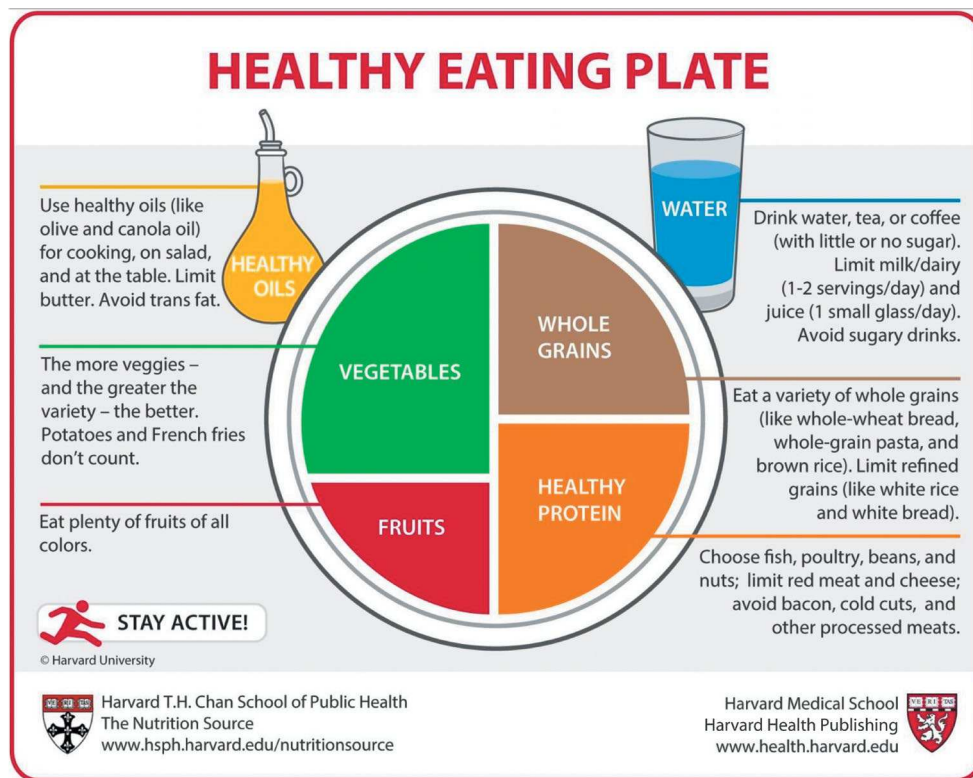 HEALTHY EATING PLATE
Use healthy oils (like
olive and canola oil)
for cooking, on salad,
and at the table. Limit
butter. Avoid trans fat.
HEALTHY
OILS
The more veggies –
and the greater the
variety – the better.
Potatoes and French fries
don’t count.
Eat plenty of fruits of all
colors.
VEGETABLES
FRUITS
WHOLE
GRAINS
HEALTHY
PROTEIN
WATER
Drink water, tea, or coffee
(with little or no sugar).
Limit milk/dairy
(1-2 servings/day) and
juice (1 small glass/day).
Avoid sugary drinks.
Eat a variety of whole grains
(like whole-wheat bread,
whole-grain pasta, and
brown rice). Limit refined
grains (like white rice
and white bread).
Choose fish, poultry, beans, and
nuts; limit red meat and cheese;
avoid bacon, cold cuts, and
other processed meats.
STAY ACTIVE!
© Harvard University
Harvard T.H. Chan School of Public Health
The Nutrition Source
www.hsph.harvard.edu/nutritionsource
Harvard Medical School
Harvard Health Publishing
www.health.harvard.edu
VE RI TAS